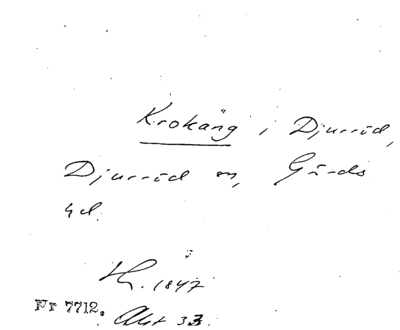 Krokäng i Djurröd,
Djurröd sn, Gärds
hd.
1847
Fr 7712. Akt 33.